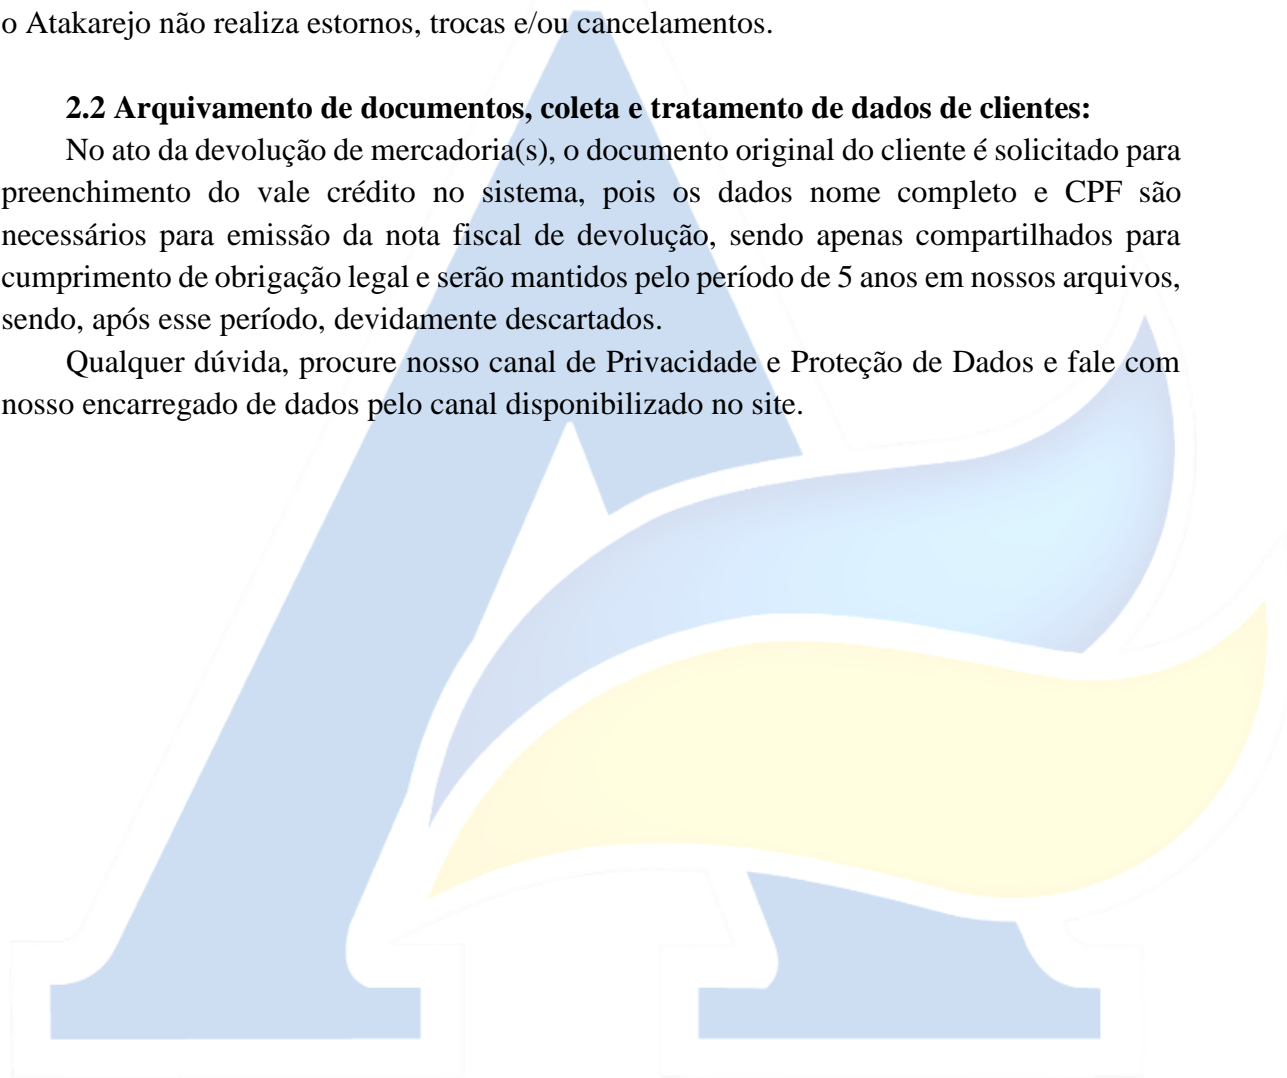 o Atakarejo não realiza estornos, trocas e/ou cancelamentos.
2.2 Arquivamento de documentos, coleta e tratamento de dados de clientes:
No ato da devolução de mercadoria(s), o documento original do cliente é solicitado para
preenchimento do vale crédito no sistema, pois os dados nome completo e CPF são
necessários para emissão da nota fiscal de devolução, sendo apenas compartilhados para
cumprimento de obrigação legal e serão mantidos pelo período de 5 anos em nossos arquivos,
sendo, após esse período, devidamente descartados.
Qualquer dúvida, procure nosso canal de Privacidade e Proteção de Dados e fale com
nosso encarregado de dados pelo canal disponibilizado no site.